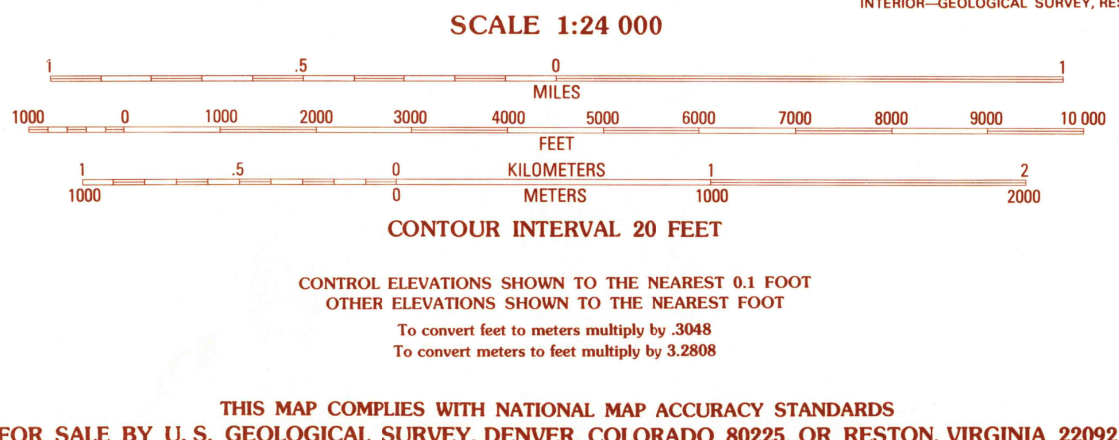 INTERIOR—GEOLOGICAL SURVEY,
SCALE 1:24 000
1 .5 0 1
MILES
1000 0 1000 2000 3000 4000 5000 6000 7000 8000 9000 10 000
FEET
1 .5 0 KILOMETERS 1 2
1000 0 METERS 1000 2000
CONTOUR INTERVAL 20 FEET
CONTROL ELEVATIONS SHOWN TO THE NEAREST 0.1 FOOT
OTHER ELEVATIONS SHOWN TO THE NEAREST FOOT
To convert feet to meters multiply by .3048
To convert meters to feet multiply by 3.2808
THIS MAP COMPLIES WITH NATIONAL MAP ACCURACY STANDARDS
FOR SALE BY U. S. GEOLOGICAL SURVEY, DENVER, COLORADO 80225, OR RESTON, VIRGINIA 22092